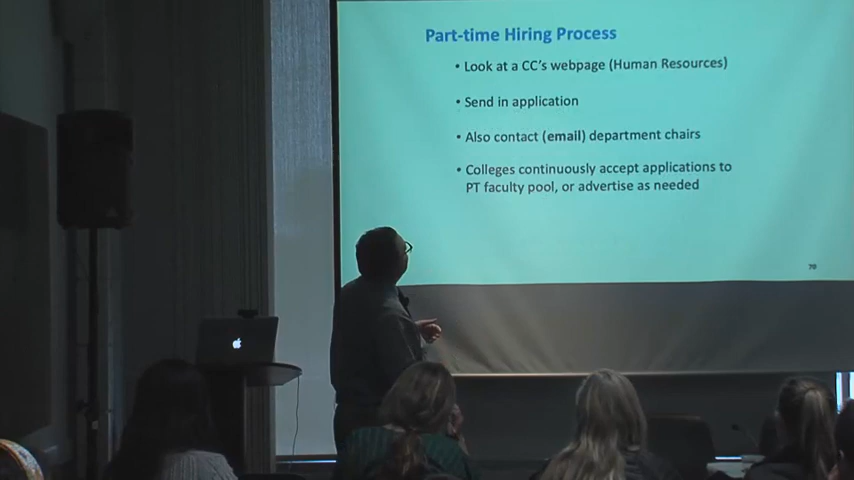 Part-time Hiring Process
• Look at a CC's webpage (Human Resources)
• Send in application
• Also contact (email) department chairs
• Colleges continuously accept applications to
PT faculty pool, or advertise as needed
70